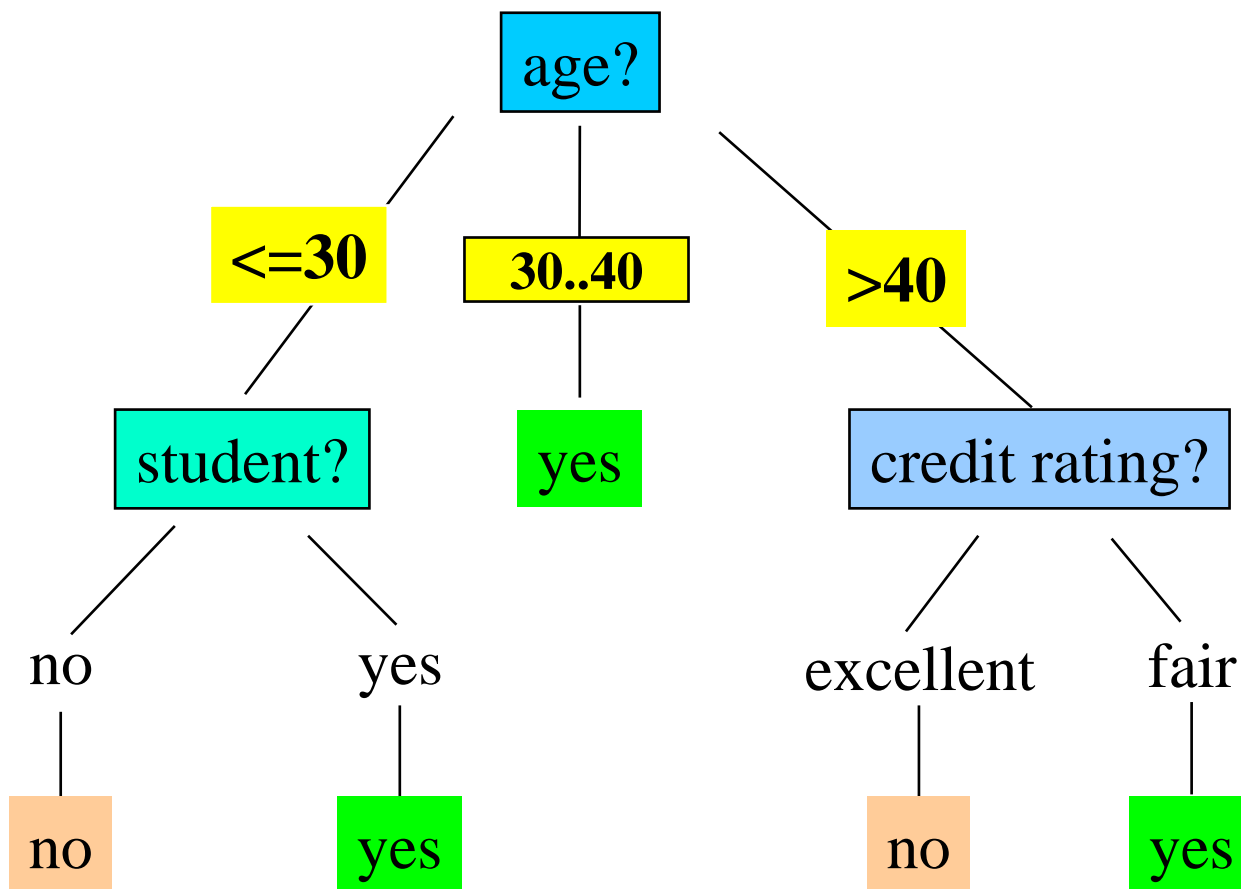 age?
<=30
30..40
>40
student?
yes
credit rating?
no
yes
excellent
fair
no
yes
no
yes